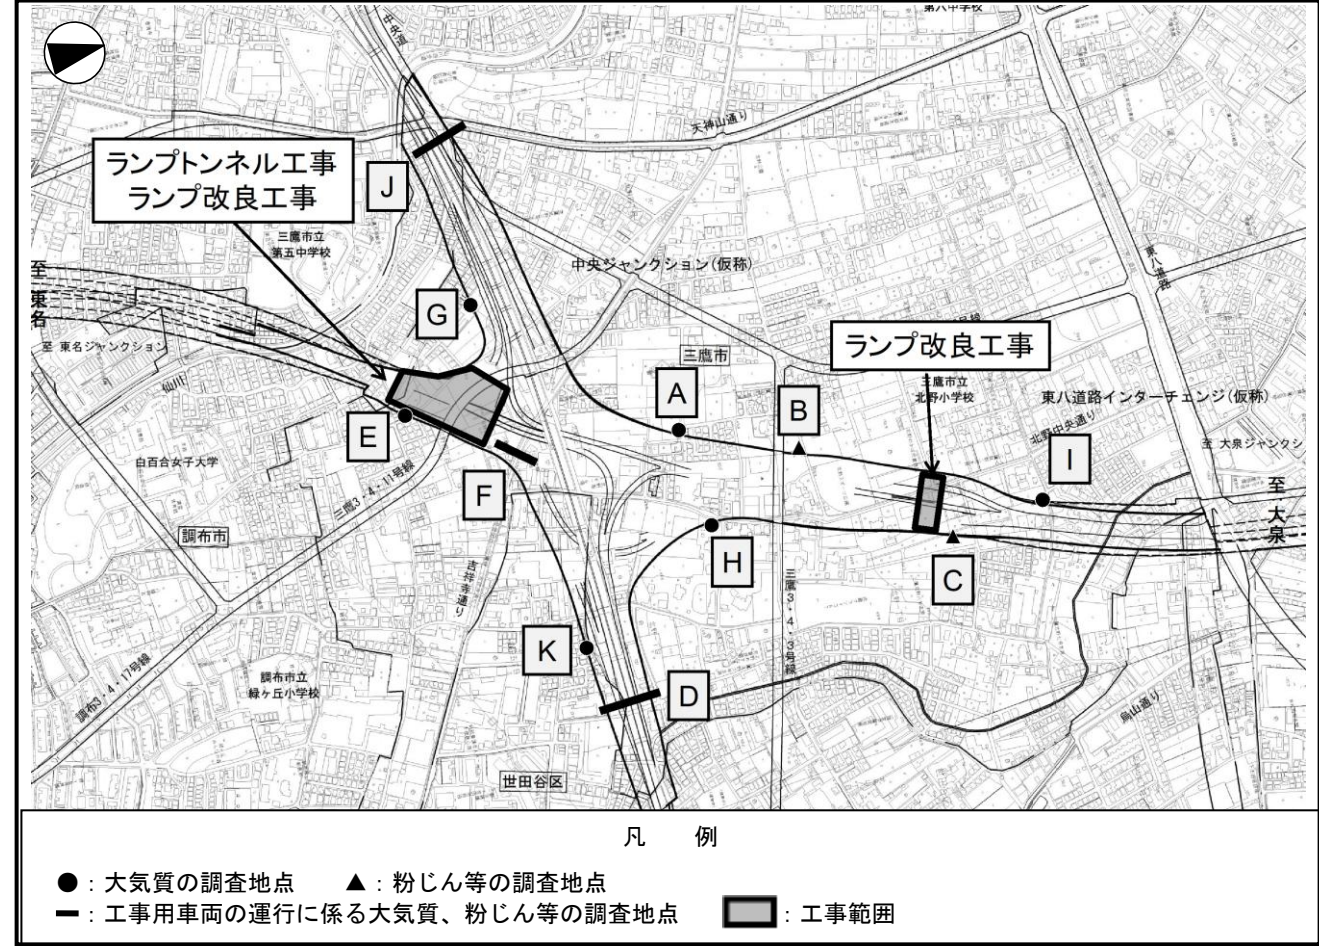 第六中学校
中央道
天神山通り
ランプトンネル工事
ランプ改良工事
J
三鷹市立
第五中学校
東八道路
至 東名
中央ジャンクション(仮称)
G
ランプ改良工事
至 東名ジャンクション
三鷹市
三鷹市立
北野小学校
東八道路インターチェンジ(仮称)
仙川
A
B
北野中央通り
E
I
至 大泉ジャンクシ
白百合女子大学
三鷹3・4・11号線
F
至 大泉
調布市
H
C
吉祥寺通り
三鷹3・4・3号線
K
調布市立
緑ヶ丘小学校
調布3・4・17号線
D
烏山通り
世田谷区
凡 例
●：大気質の調査地点 ▲：粉じん等の調査地点
━：工事用車両の運行に係る大気質、粉じん等の調査地点 ：工事範囲